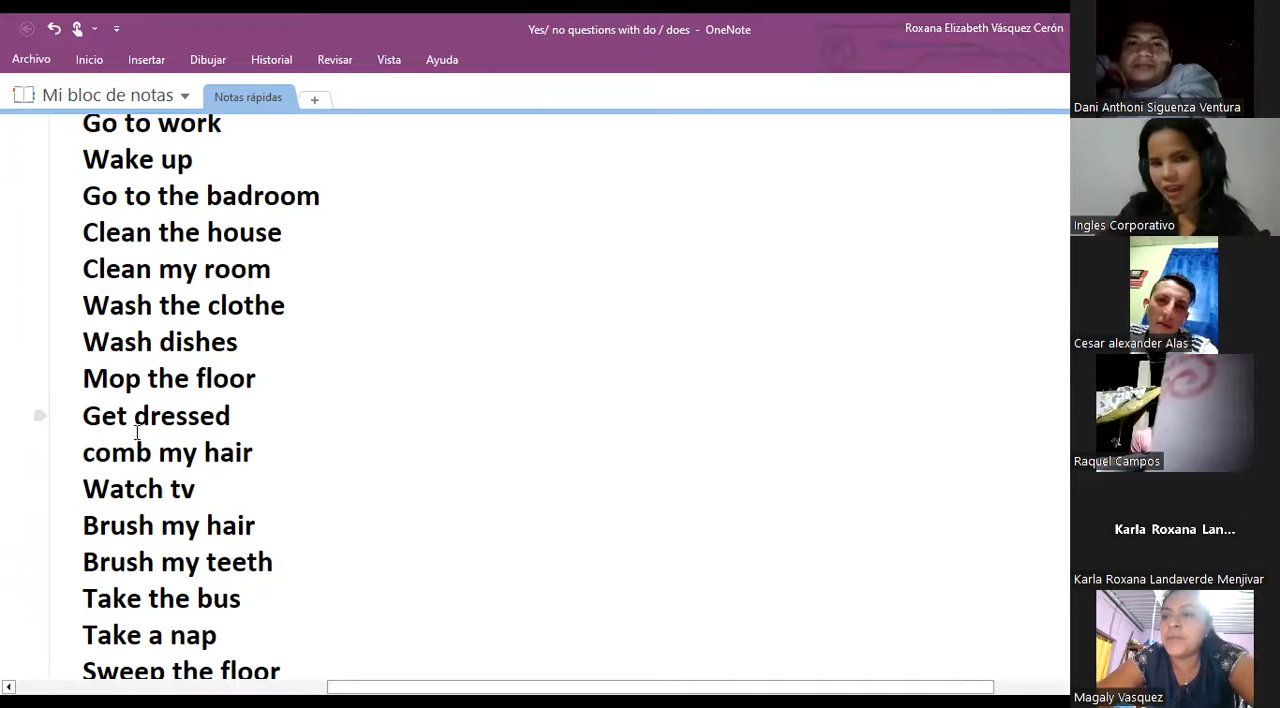 Yes/ no questions with do / does - OneNote
Roxana Elizabeth Vásquez Cerón
Archivo Inicio Insertar Dibujar Historial Revisar Vista Ayuda
Mi bloc de notas Notas rápidas
Go to work
Wake up
Go to the badroom
Clean the house
Clean my room
Wash the clothe
Wash dishes
Mop the floor
Get dressed
comb my hair
Watch tv
Brush my hair
Brush my teeth
Take the bus
Take a nap
Sweep the floor
Dani Anthoni Siguenza Ventura
Ingles Corporativo
Cesar alexander Alas
Raquel Campos
Karla Roxana Lan...
Karla Roxana Landaverde Menjivar
Magaly Vasquez